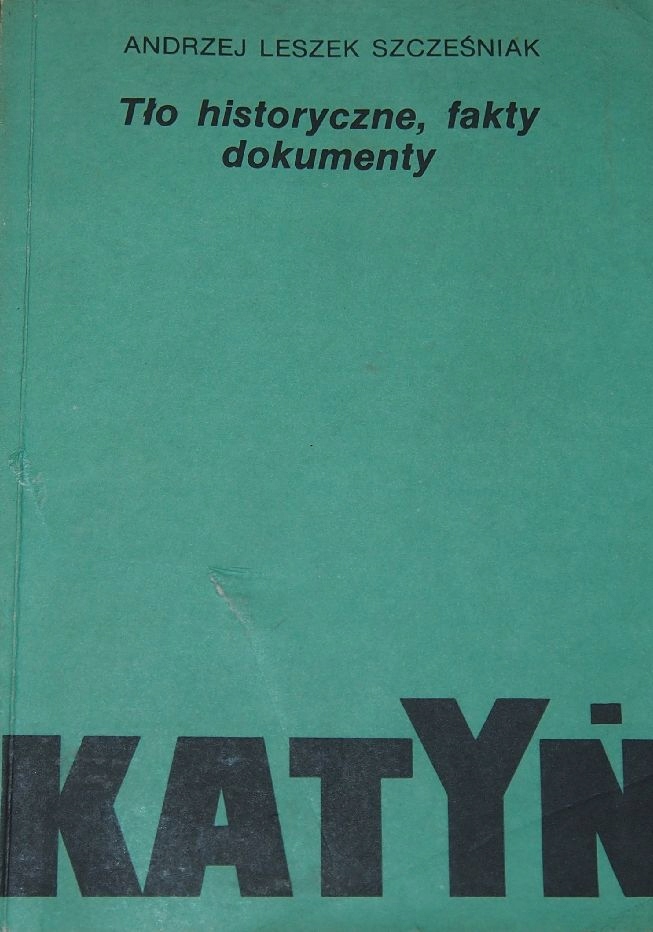 ANDRZEJ LESZEK SZCZEŚNIAK
Tło historyczne, fakty
dokumenty
KATYŃ